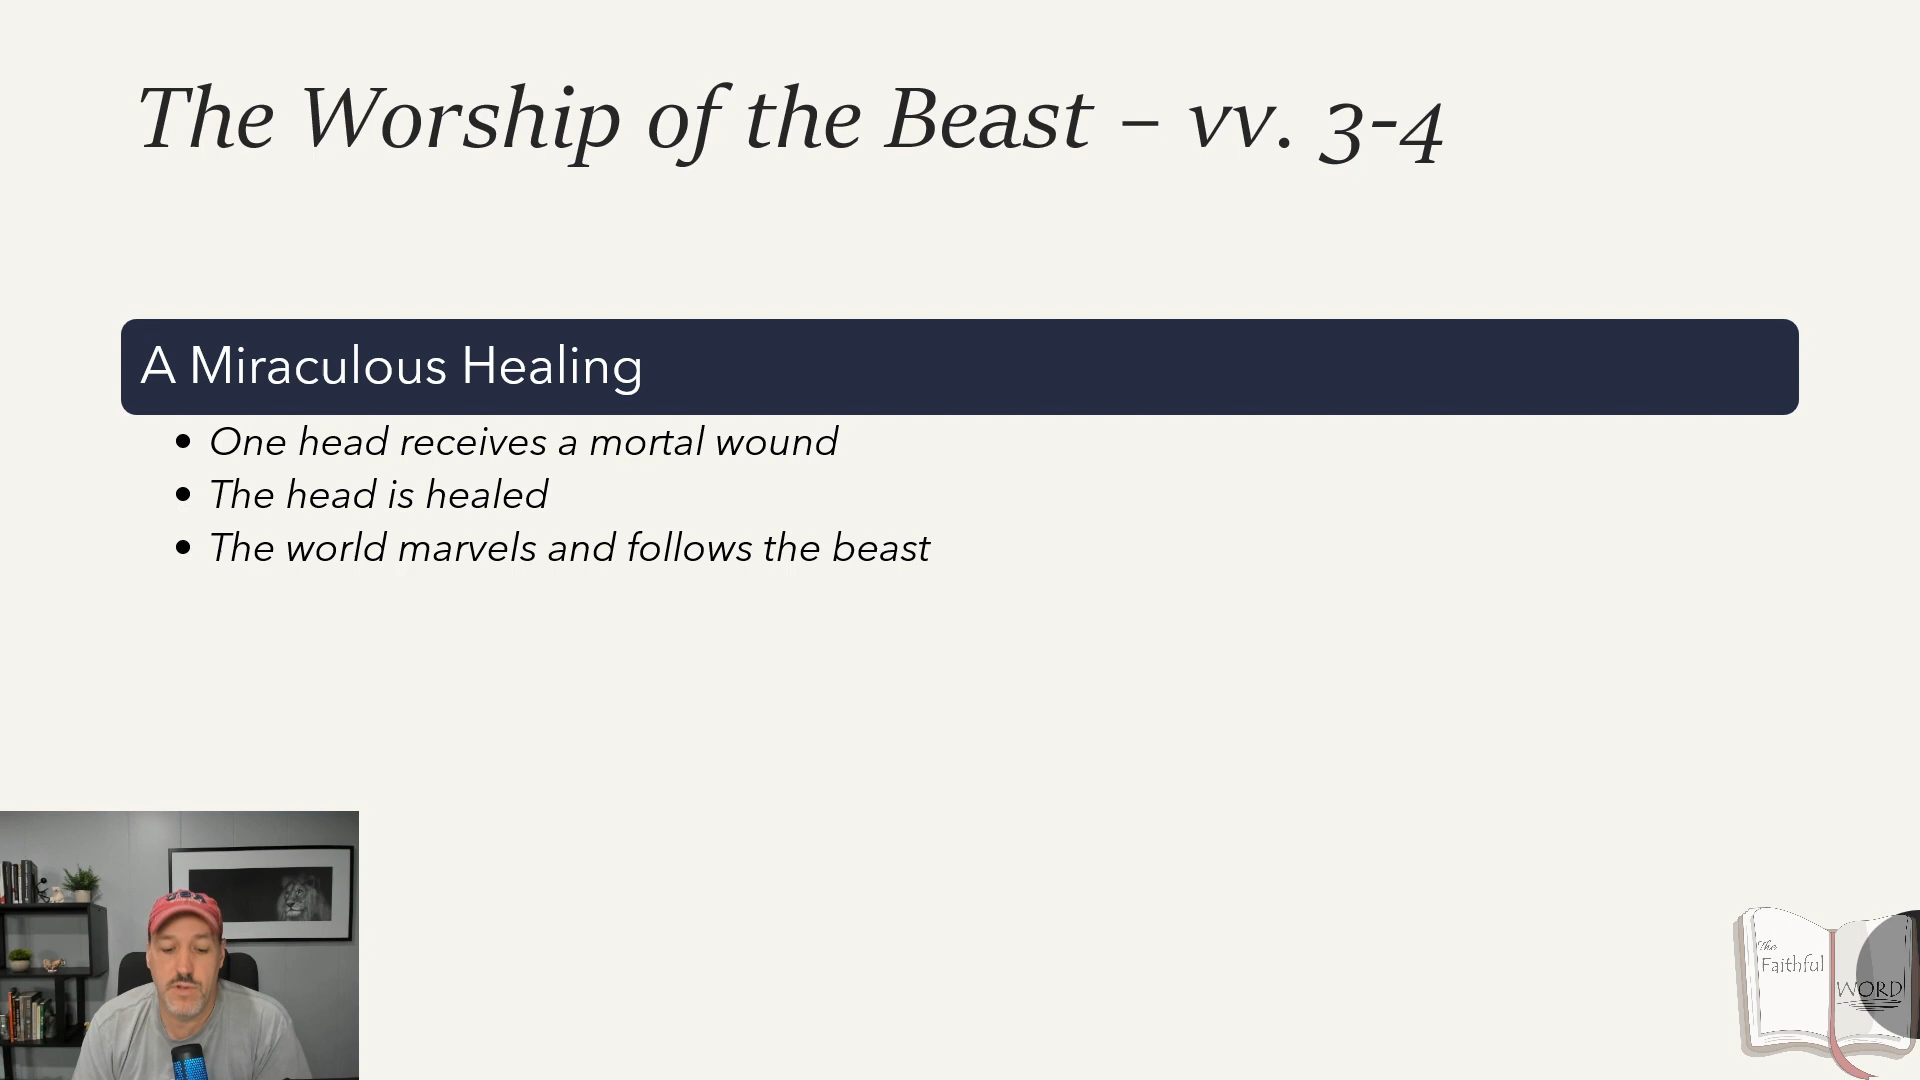 The Worship of the Beast – vv. 3-4
A Miraculous Healing
• One head receives a mortal wound
• The head is healed
• The world marvels and follows the beast
The
Faithful
WORD